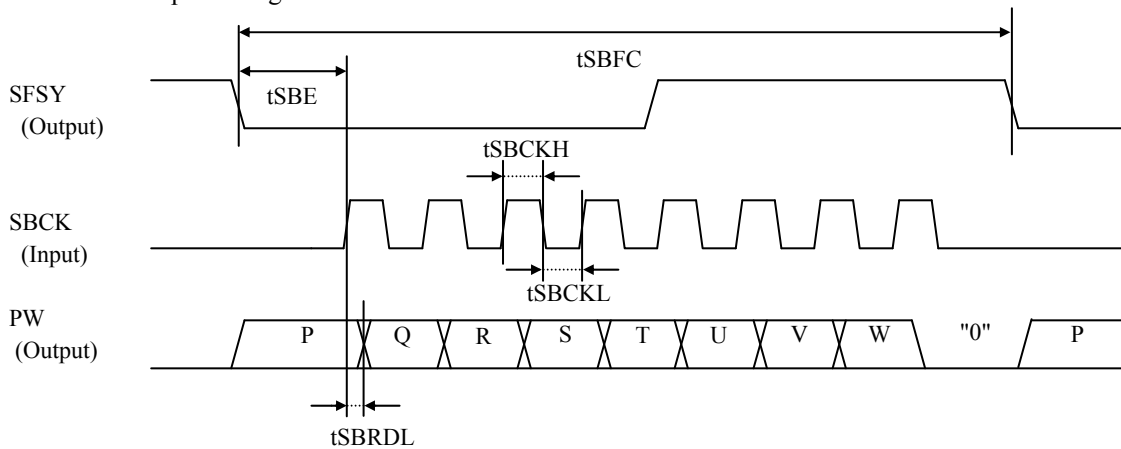 tSBFC
SFSY
tSBE
(Output)
tSBCKH
SBCK
(Input)
tSBCKL
PW
P Q R S T U V W "0" P
(Output)
tSBRDL